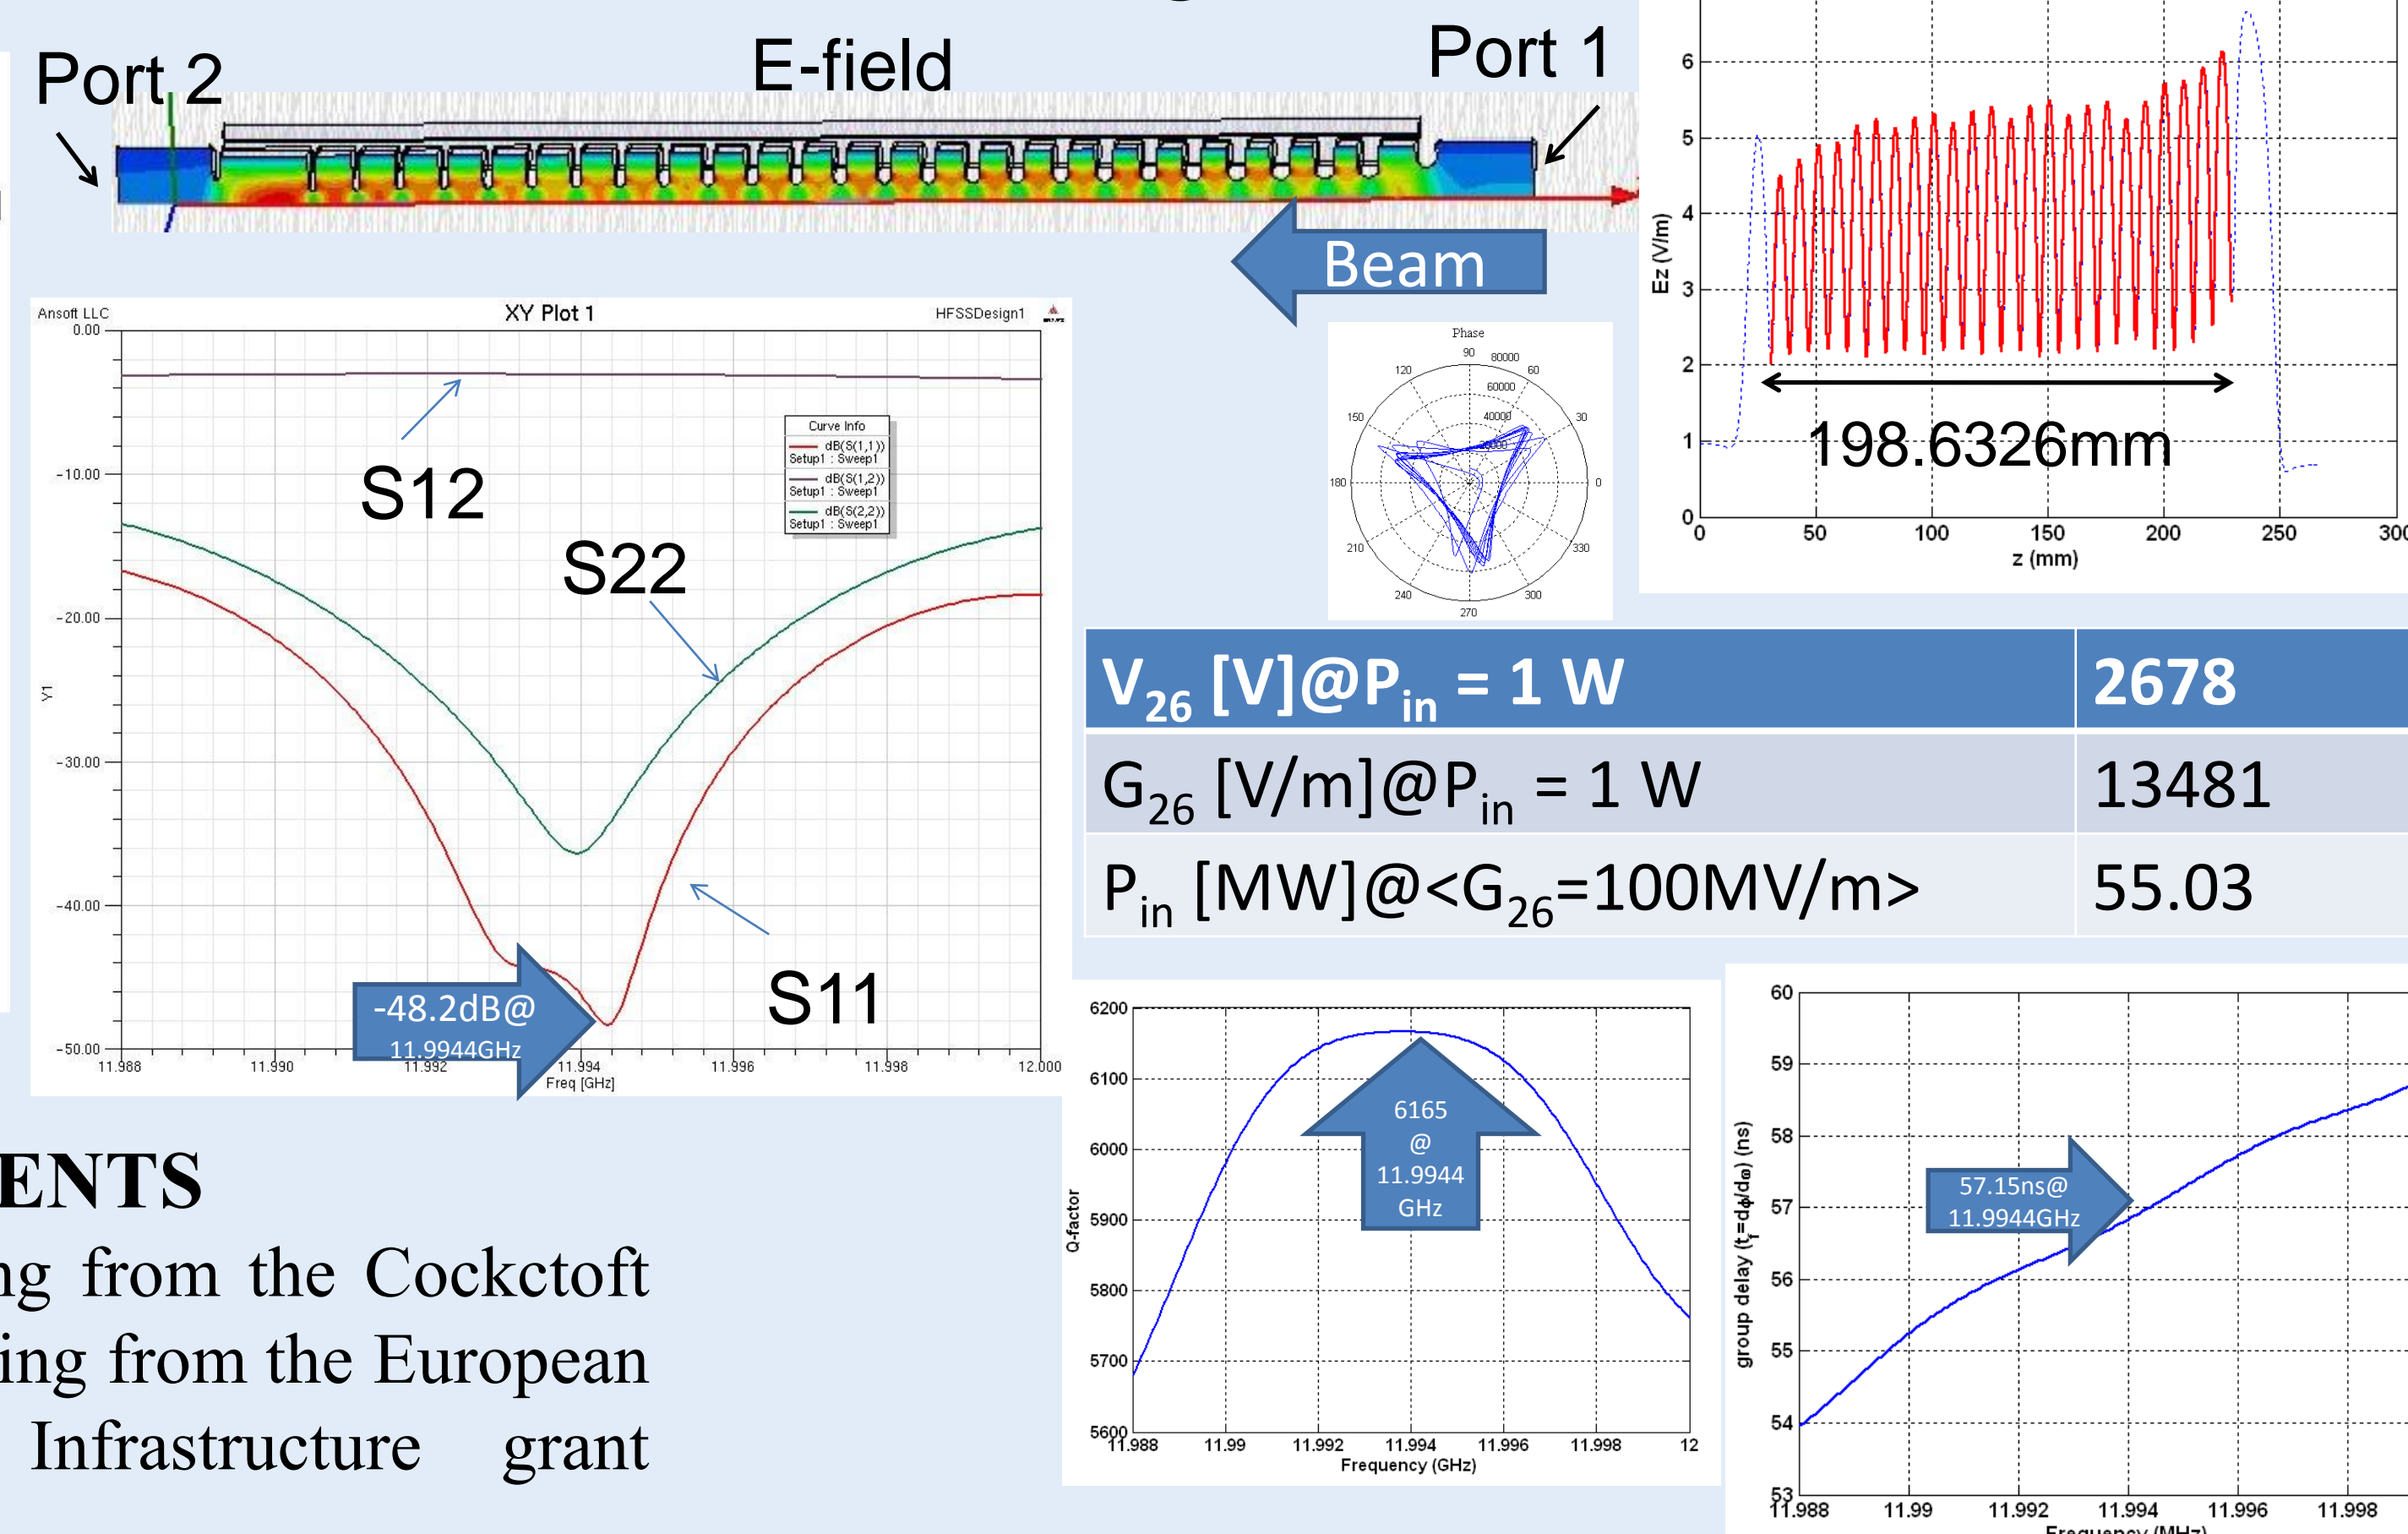 Port 2
E-field
Port 1
Beam
Ansoft LLC
XY Plot 1
HFSSDesign1
0.00
-10.00
-20.00
-30.00
-40.00
-50.00
Y1
S12
S22
S11
Curve Info
dB(S(1,1))
Setup1 : Sweep1
dB(S(1,2))
Setup1 : Sweep1
dB(S(2,2))
Setup1 : Sweep1
-48.2dB@
11.9944GHz
11.988 11.990 11.992 11.994 11.996 11.998 12.000
Freq [GHz]
Phase
90
80000
60000
40000
120
60
150
30
180
0
210
330
240
300
270
6
5
4
3
2
1
0
Ez (V/m)
198.6326mm
0 50 100 150 200 250
z (mm)
V26 [V]@Pin = 1 W 2678
G26 [V/m]@Pin = 1 W 13481
Pin [MW]@<G26=100MV/m> 55.03
6200
6100
6000
5900
5800
5700
5600
Q-factor
6165
@
11.9944
GHz
11.988 11.99 11.992 11.994 11.996 11.998 12
Frequency (GHz)
60
59
58
57
56
55
54
53
group delay (tf=dϕ/dω) (ns)
57.15ns@
11.9944GHz
11.988 11.99 11.992 11.994 11.996 11.998
Frequency (MHz)
ENTS
ng from the Cockctoft
ing from the European
Infrastructure grant